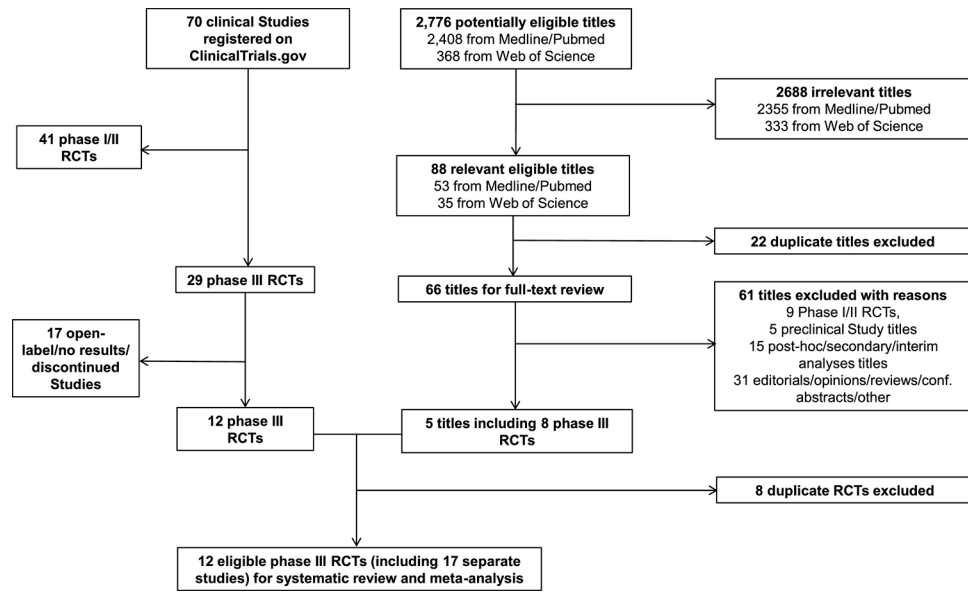 70 clinical Studies
registered on
ClinicalTrials.gov
2,776 potentially eligible titles
2,408 from Medline/Pubmed
368 from Web of Science
2688 irrelevant titles
2355 from Medline/Pubmed
333 from Web of Science
41 phase I/II
RCTs
88 relevant eligible titles
53 from Medline/Pubmed
35 from Web of Science
22 duplicate titles excluded
29 phase III RCTs
66 titles for full-text review
61 titles excluded with reasons
9 Phase I/II RCTs,
5 preclinical Study titles
15 post-hoc/secondary/interim
analyses titles
31 editorials/opinions/reviews/conf.
abstracts/other
17 open-
label/no results/
discontinued
Studies
12 phase III
RCTs
5 titles including 8 phase III
RCTs
8 duplicate RCTs excluded
12 eligible phase III RCTs (including 17 separate
studies) for systematic review and meta-analysis